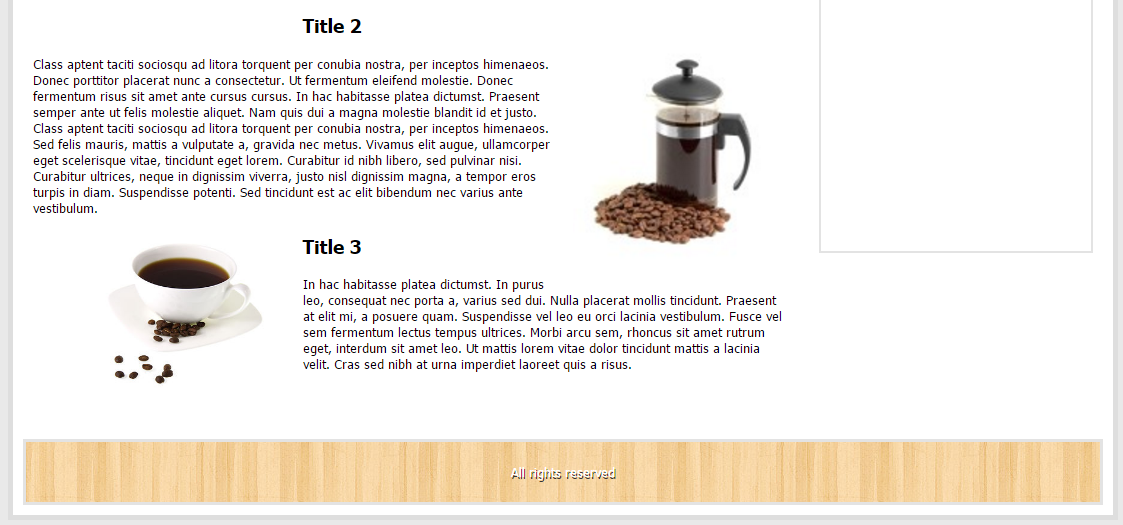 Title 2
Class aptent taciti sociosqu ad litora torquent per conubia nostra, per inceptos himenaeos.
Donec porttitor placerat nunc a consectetur. Ut fermentum eleifend molestie. Donec
fermentum risus sit amet ante cursus cursus. In hac habitasse platea dictumst. Praesent
semper ante ut felis molestie aliquet. Nam quis dui a magna molestie blandit id et justo.
Class aptent taciti sociosqu ad litora torquent per conubia nostra, per inceptos himenaeos.
Sed felis mauris, mattis a vulputate a, gravida nec metus. Vivamus elit augue, ullamcorper
eget scelerisque vitae, tincidunt eget lorem. Curabitur id nibh libero, sed pulvinar nisi.
Curabitur ultrices, neque in dignissim viverra, justo nisl dignissim magna, a tempor eros
turpis in diam. Suspendisse potenti. Sed tincidunt est ac elit bibendum nec varius ante
vestibulum.
Title 3
In hac habitasse platea dictumst. In purus
leo, consequat nec porta a, varius sed dui. Nulla placerat mollis tincidunt. Praesent
at elit mi, a posuere quam. Suspendisse vel leo eu orci lacinia vestibulum. Fusce vel
sem fermentum lectus tempus ultrices. Morbi arcu sem, rhoncus sit amet rutrum
eget, interdum sit amet leo. Ut mattis lorem vitae dolor tincidunt mattis a lacinia
velit. Cras sed nibh at urna imperdiet laoreet quis a risus.
All rights reserved